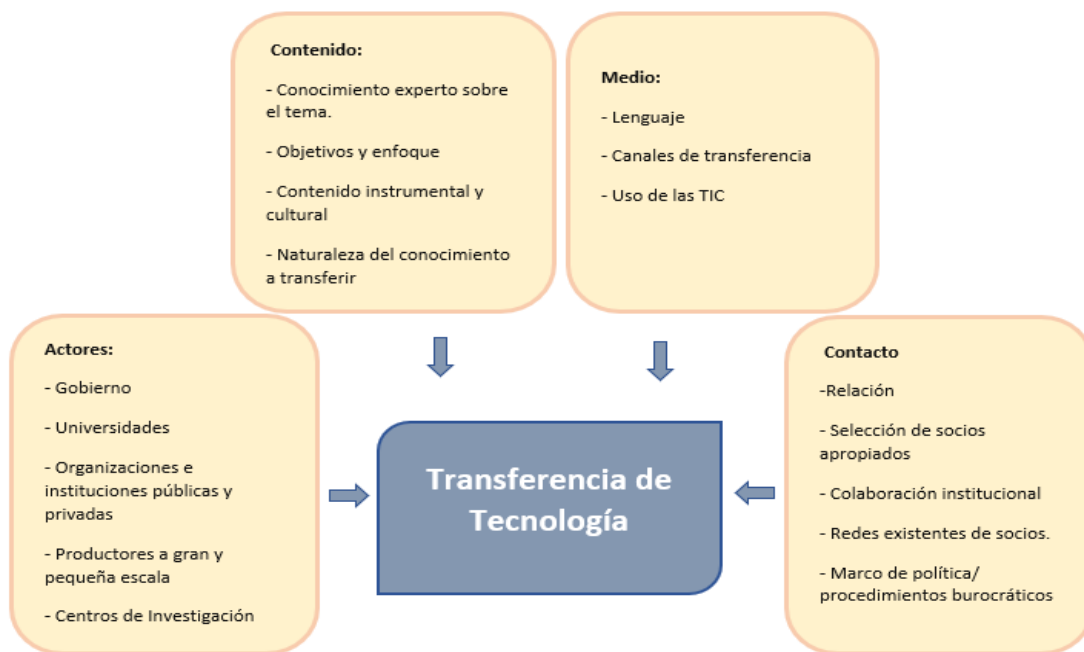 Contenido:
- Conocimiento experto sobre
el tema.
- Objetivos y enfoque
- Contenido instrumental y
cultural
- Naturaleza del conocimiento
a transferir
Medio:
- Lenguaje
- Canales de transferencia
- Uso de las TIC
Actores:
- Gobierno
- Universidades
- Organizaciones e
instituciones públicas y
privadas
- Productores a gran y
pequeña escala
- Centros de Investigación
Transferencia de
Tecnología
Contacto
-Relación
- Selección de socios
apropiados
- Colaboración institucional
- Redes existentes de socios.
- Marco de política/
procedimientos burocráticos